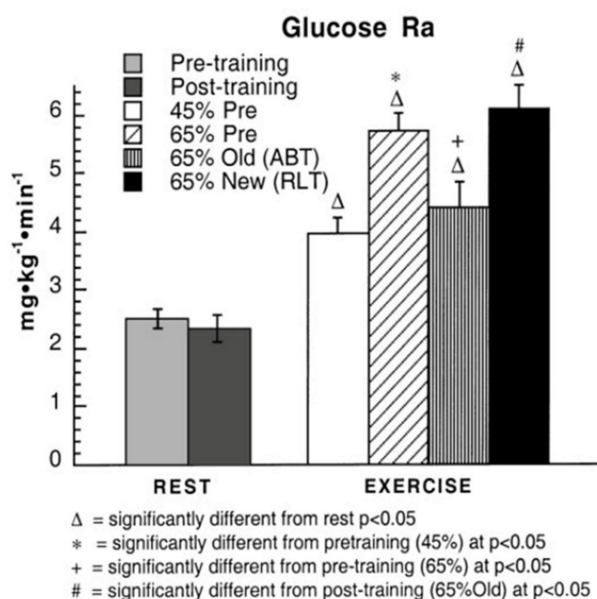 Glucose Ra
Pre-training
Post-training
45% Pre
65% Pre
65% Old (ABT)
65% New (RLT)
#
Δ
*
Δ
+
Δ
Δ
6
5
4
3
2
1
0
mg•kg⁻¹•min⁻¹
REST
EXERCISE
Δ = significantly different from rest p<0.05
* = significantly different from pretraining (45%) at p<0.05
+ = significantly different from pre-training (65%) at p<0.05
# = significantly different from post-training (65%Old) at p<0.05